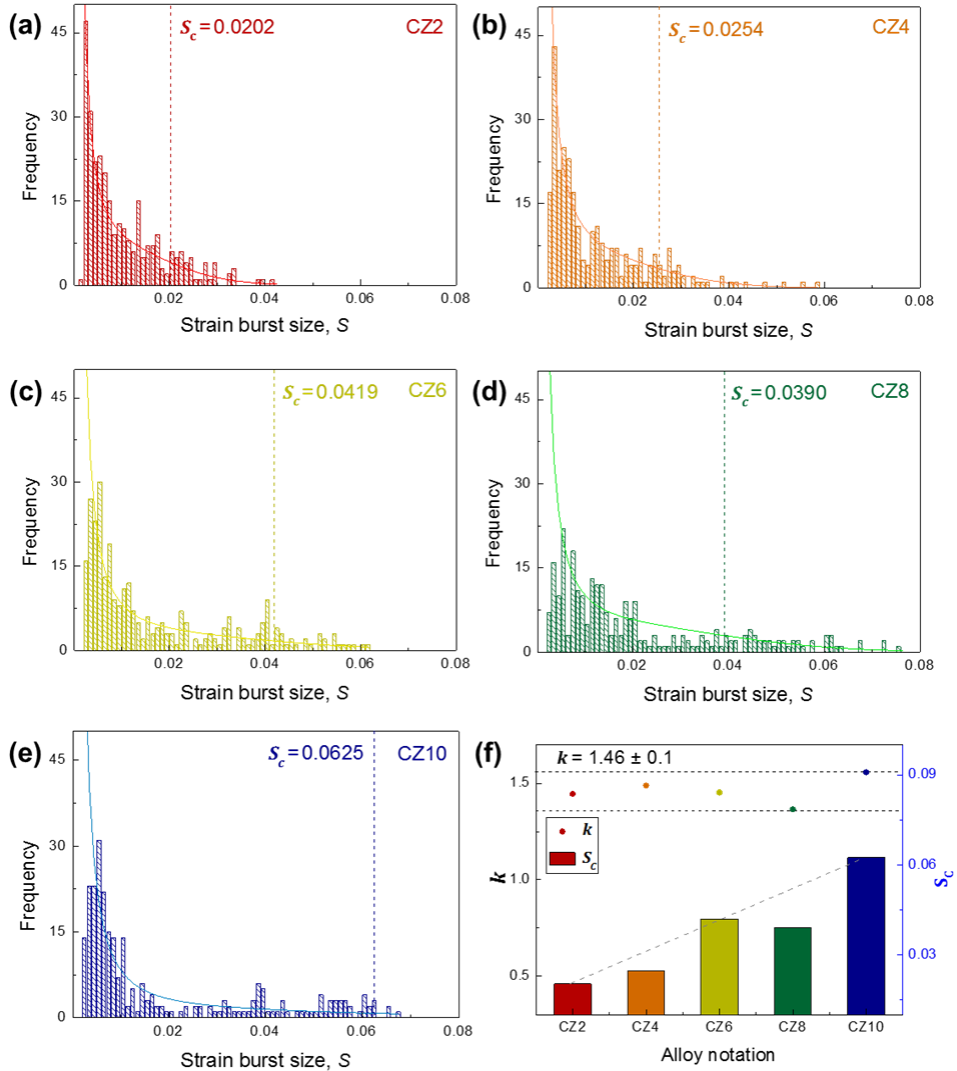 (a)
45
30
15
0
Frequency
S_c = 0.0202
CZ2
0.02
0.04
0.06
0.08
Strain burst size, S
(b)
45
30
15
0
Frequency
S_c = 0.0254
CZ4
0.02
0.04
0.06
0.08
Strain burst size, S
(c)
45
30
15
0
Frequency
S_c = 0.0419
CZ6
0.02
0.04
0.06
0.08
Strain burst size, S
(d)
45
30
15
0
Frequency
S_c = 0.0390
CZ8
0.02
0.04
0.06
0.08
Strain burst size, S
(e)
45
30
15
0
Frequency
S_c = 0.0625
CZ10
0.02
0.04
0.06
0.08
Strain burst size, S
(f)
k = 1.46 ± 0.1
1.5
1.0
0.5
k
k
S_C
0.09
0.06
0.03
S_C
CZ2
CZ4
CZ6
CZ8
CZ10
Alloy notation